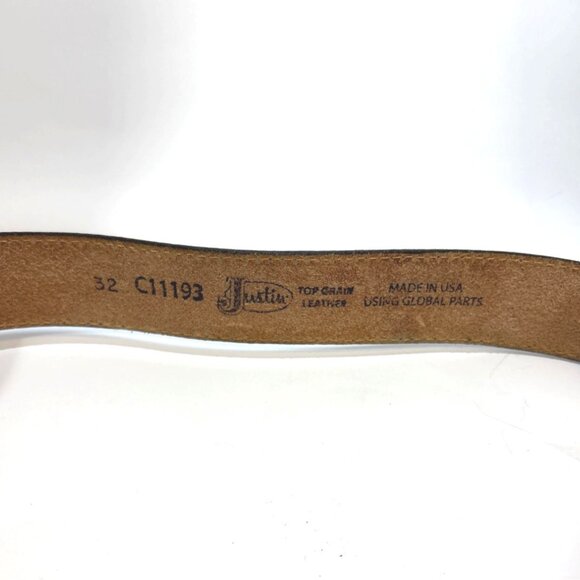 32 C11193 Justin TOP GRAIN LEATHER MADE IN USA
USING GLOBAL PARTS